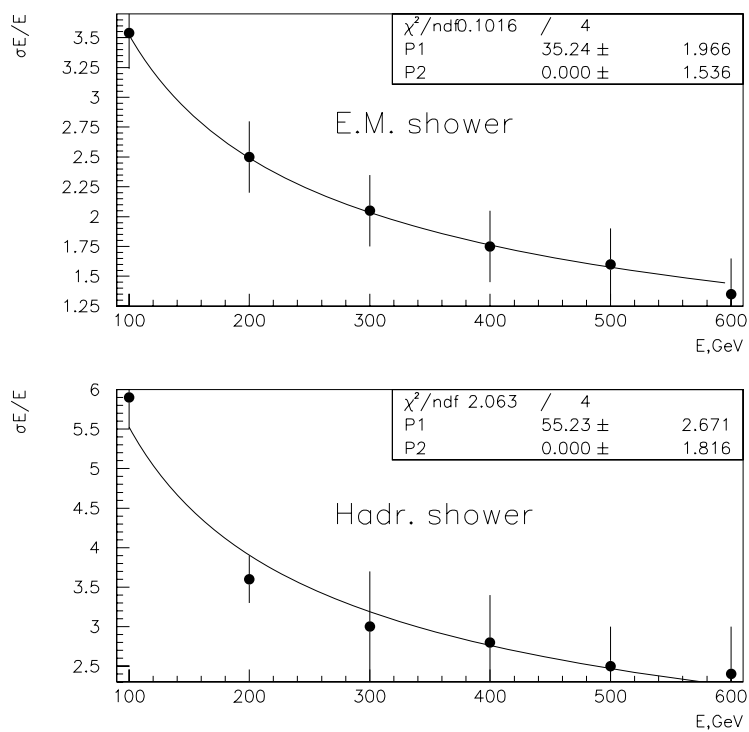 σE/E
χ²/ndf 0.1016 / 4
P1 35.24 ± 1.966
P2 0.000 ± 1.536
E.M. shower
3.5
3.25
3
2.75
2.5
2.25
2
1.75
1.5
1.25
100 200 300 400 500 600
E,GeV
σE/E
χ²/ndf 2.063 / 4
P1 55.23 ± 2.671
P2 0.000 ± 1.816
Hadr. shower
6
5.5
5
4.5
4
3.5
3
2.5
100 200 300 400 500 600
E,GeV